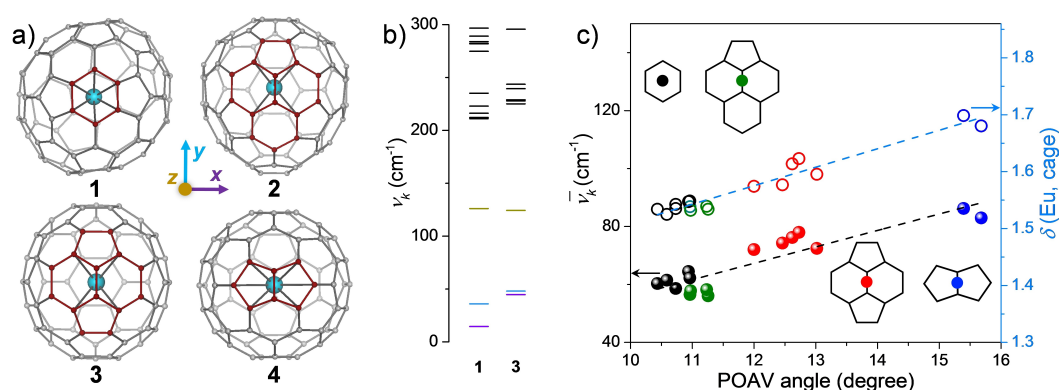 a)
1
2
y
z
x
3
4
b)
300
200
100
0
ν_k (cm⁻¹)
1
3
c)
120
80
40
ν̄_k (cm⁻¹)
10
11
12
13
14
15
16
POAV angle (degree)
1.8
1.7
1.6
1.5
1.4
1.3
δ (Eu, cage)